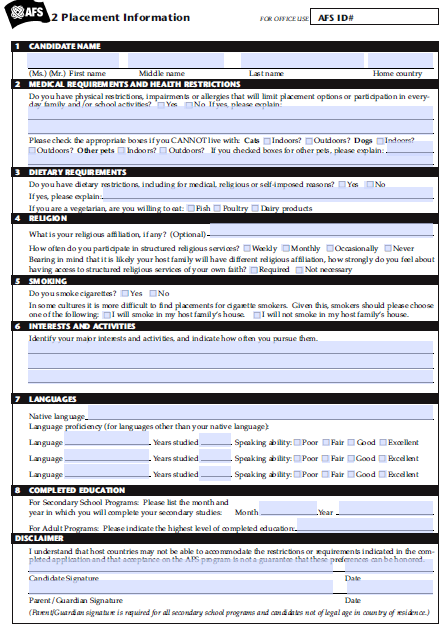 AFS
2 Placement Information
FOR OFFICE USE AFS ID#
1 CANDIDATE NAME
(Ms.) (Mr.) First name Middle name Last name Home country
2 MEDICAL REQUIREMENTS AND HEALTH RESTRICTIONS
Do you have physical restrictions, impairments or allergies that will limit placement options or participation in every-
day family and /or school activities? Yes No If yes, please explain:
Please check the appropriate boxes if you CANNOT live with: Cats Indoors? Outdoors? Dogs Indoors?
Outdoors? Other pets Indoors? Outdoors? If you checked boxes for other pets, please explain:
3 DIETARY REQUIREMENTS
Do you have dietary restrictions, including for medical, religious or self-imposed reasons? Yes No
If yes, please explain:
If you are a vegetarian, are you willing to eat: Fish Poultry Dairy products
4 RELIGION
What is your religious affiliation, if any? (Optional)
How often do you participate in structured religious services? Weekly Monthly Occasionally Never
Bearing in mind that it is likely your host family will have different religious affiliation, how strongly do you feel about
having access to structured religious services of your own faith? Required Not necessary
5 SMOKING
Do you smoke cigarettes? Yes No
In some cultures it is more difficult to find placements for cigarette smokers. Given this, smokers should please choose
one of the following: I will smoke in my host family's house. I will not smoke in my host family's house.
6 INTERESTS AND ACTIVITIES
Identify your major interests and activities, and indicate how often you pursue them.
7 LANGUAGES
Native language
Language proficiency (for languages other than your native language):
Language Years studied Speaking ability: Poor Fair Good Excellent
Language Years studied Speaking ability: Poor Fair Good Excellent
Language Years studied Speaking ability: Poor Fair Good Excellent
8 COMPLETED EDUCATION
For Secondary School Programs: Please list the month and
year in which you will complete your secondary studies: Month Year
For Adult Programs: Please indicate the highest level of completed education:
DISCLAIMER
I understand that host countries may not be able to accommodate the restrictions or requirements indicated in the com-
pleted application and that acceptance on the AFS program is not a guarantee that these preferences can be honored.
Candidate Signature Date
Parent / Guardian Signature Date
(Parent/Guardian signature is required for all secondary school programs and candidates not of legal age in country of residence.)